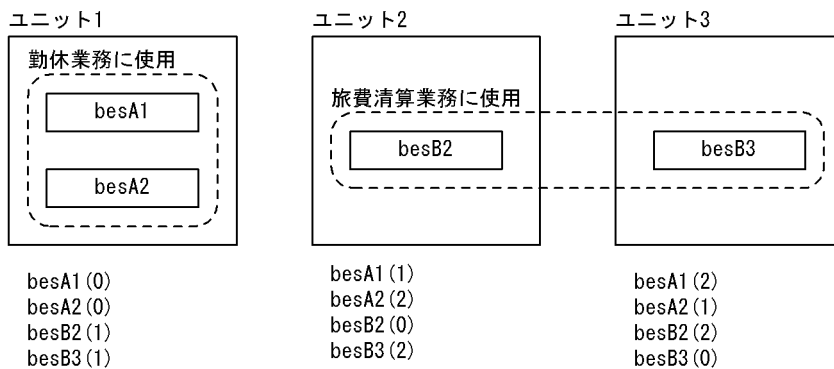 ユニット1
勤休業務に使用
besA1
besA2
besA1(0)
besA2(0)
besB2(1)
besB3(1)
ユニット2
旅費清算業務に使用
besB2
besA1(1)
besA2(2)
besB2(0)
besB3(2)
ユニット3
besB3
besA1(2)
besA2(1)
besB2(2)
besB3(0)